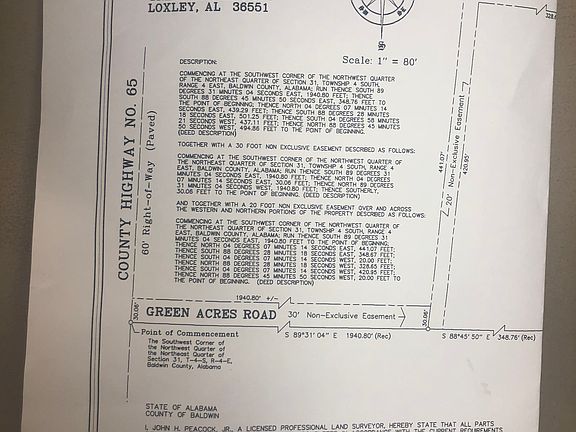 LOXLEY, AL 36551
Scale: 1" = 80'
DESCRIPTION:
COMMENCING AT THE SOUTHWEST CORNER OF THE NORTHWEST QUARTER
OF THE NORTHEAST QUARTER OF SECTION 31, TOWNSHIP 4 SOUTH,
RANGE 4 EAST, BALDWIN COUNTY, ALABAMA; RUN THENCE SOUTH 89
DEGREES 31 MINUTES 04 SECONDS EAST, 1940.80 FEET; THENCE
SOUTH 88 DEGREES 45 MINUTES 50 SECONDS EAST, 348.76 FEET TO
THE POINT OF BEGINNING; THENCE NORTH 04 DEGREES 07 MINUTES 14
SECONDS EAST, 439.29 FEET; THENCE SOUTH 88 DEGREES 28 MINUTES
18 SECONDS EAST, 501.25 FEET; THENCE SOUTH 04 DEGREES 58 MINUTES
21 SECONDS WEST, 437.11 FEET; THENCE NORTH 88 DEGREES 45 MINUTES
50 SECONDS WEST, 494.86 FEET TO THE POINT OF BEGINNING.
(DEED DESCRIPTION)
TOGETHER WITH A 30 FOOT NON EXCLUSIVE EASEMENT DESCRIBED AS FOLLOWS:
COMMENCING AT THE SOUTHWEST CORNER OF THE NORTHWEST QUARTER OF
THE NORTHEAST QUARTER OF SECTION 31, TOWNSHIP 4 SOUTH, RANGE 4
EAST, BALDWIN COUNTY, ALABAMA; RUN THENCE SOUTH 89 DEGREES 31
MINUTES 04 SECONDS EAST, 1940.80 FEET; THENCE NORTH 04 DEGREES
07 MINUTES 14 SECONDS EAST, 30.06 FEET; THENCE NORTH 89 DEGREES
31 MINUTES 04 SECONDS WEST, 1940.80 FEET; THENCE SOUTHERLY,
30.06 FEET TO THE POINT OF BEGINNING. (DEED DESCRIPTION)
AND TOGETHER WITH A 20 FOOT NON EXCLUSIVE EASEMENT OVER AND ACROSS
THE WESTERN AND NORTHERN PORTIONS OF THE PROPERTY DESCRIBED AS FOLLOWS:
COMMENCING AT THE SOUTHWEST CORNER OF THE NORTHWEST QUARTER OF
THE NORTHEAST QUARTER OF SECTION 31, TOWNSHIP 4 SOUTH, RANGE 4
EAST, BALDWIN COUNTY, ALABAMA; RUN THENCE SOUTH 89 DEGREES 31
MINUTES 04 SECONDS EAST, 1940.80 FEET TO THE POINT OF BEGINNING;
THENCE NORTH 04 DEGREES 07 MINUTES 14 SECONDS EAST, 441.07 FEET;
THENCE SOUTH 88 DEGREES 28 MINUTES 18 SECONDS EAST, 348.67 FEET;
THENCE SOUTH 04 DEGREES 07 MINUTES 14 SECONDS WEST, 20.00 FEET;
THENCE NORTH 88 DEGREES 28 MINUTES 18 SECONDS WEST, 328.65 FEET;
THENCE SOUTH 04 DEGREES 07 MINUTES 14 SECONDS WEST, 420.95 FEET;
THENCE NORTH 88 DEGREES 45 MINUTES 50 SECONDS WEST, 20.00 FEET TO
THE POINT OF BEGINNING. (DEED DESCRIPTION)
COUNTY HIGHWAY NO. 65
60' Right-of-Way (Paved)
441.07'
20' Non-Exclusive Easement
420.95'
1940.80' +/-
30.06'
GREEN ACRES ROAD 30' Non-Exclusive Easement
30.06'
S 89°31'04" E 1940.80' (Rec)
S 88°45'50" E 348.76' (Rec)
Point of Commencement
The Southwest Corner of
the Northwest Quarter of
the Northeast Quarter of
Section 31, T-4-S, R-4-E,
Baldwin County, Alabama
STATE OF ALABAMA
COUNTY OF BALDWIN
I, JOHN H. PEACOCK, JR., A LICENSED PROFESSIONAL LAND SURVEYOR, HEREBY STATE THAT ALL PARTS